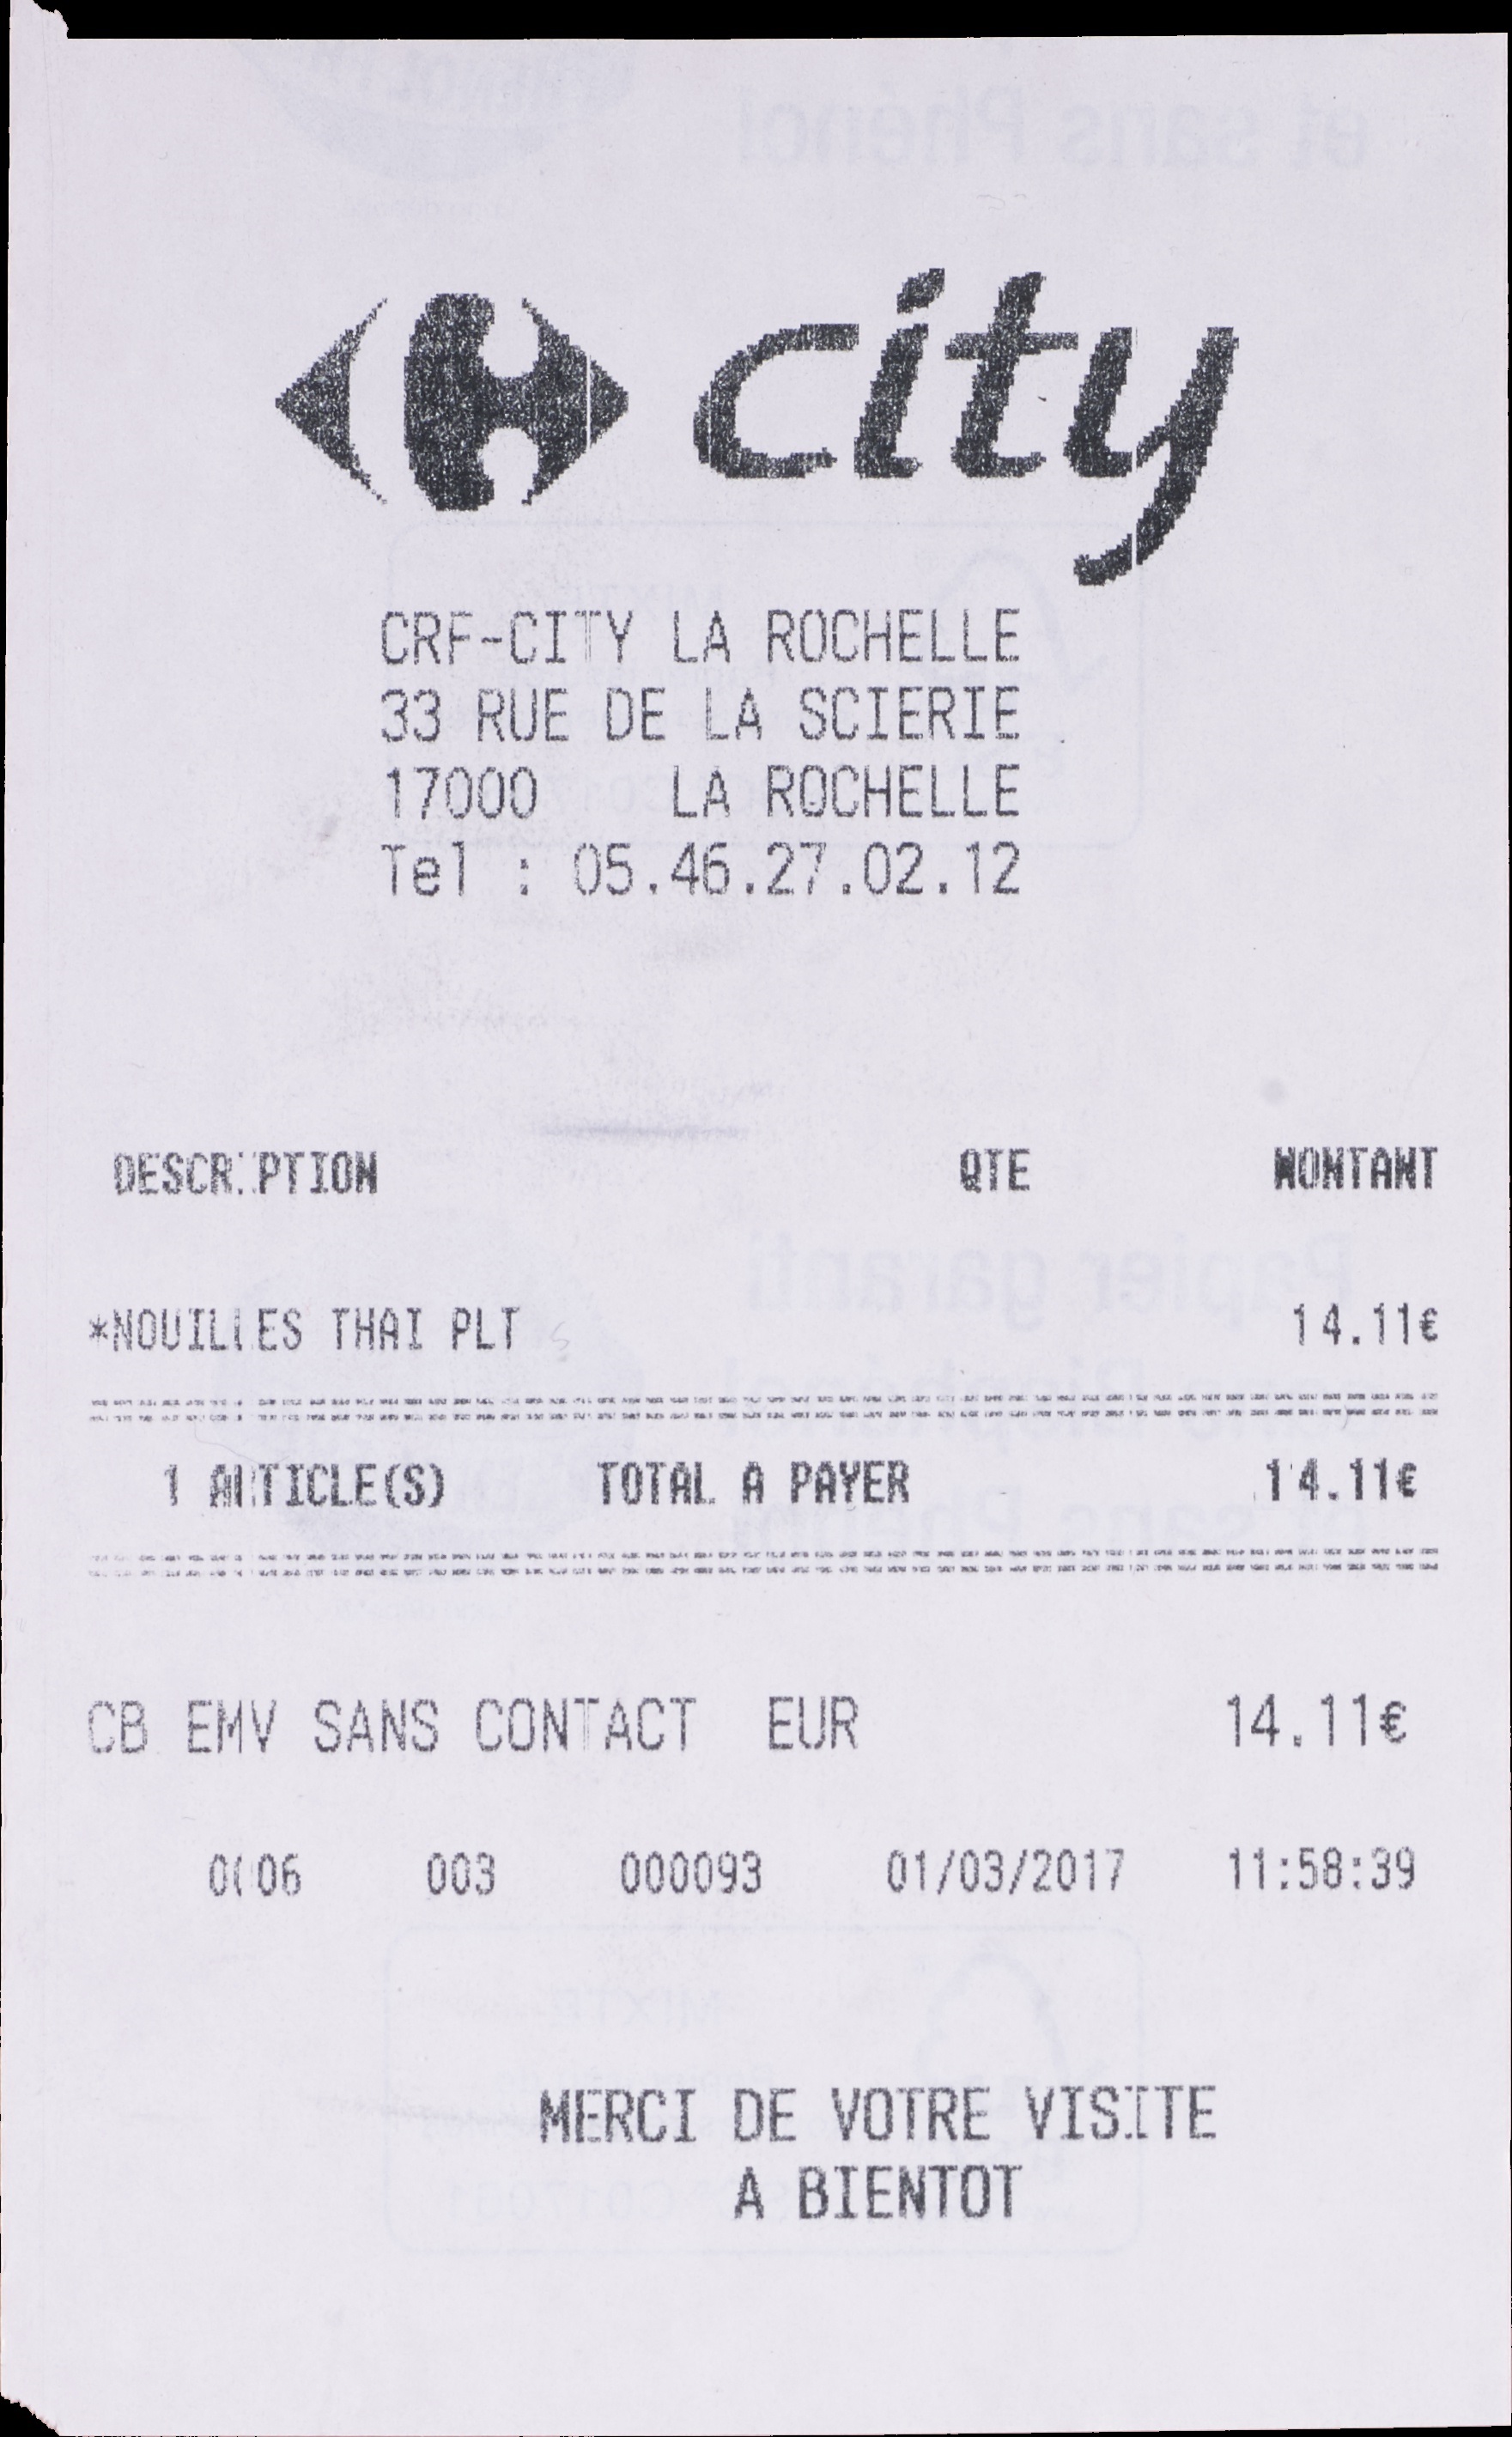 city
CRF-CITY LA ROCHELLE
33 RUE DE LA SCIERIE
17000 LA ROCHELLE
Tel : 05.46.27.02.12
DESCRIPTION QTE MONTANT
*NOUILLES THAI PLT 14.11€
1 ARTICLE(S) TOTAL A PAYER 14.11€
CB EMV SANS CONTACT EUR 14.11€
0006 003 000093 01/03/2017 11:58:39
MERCI DE VOTRE VISITE
A BIENTOT